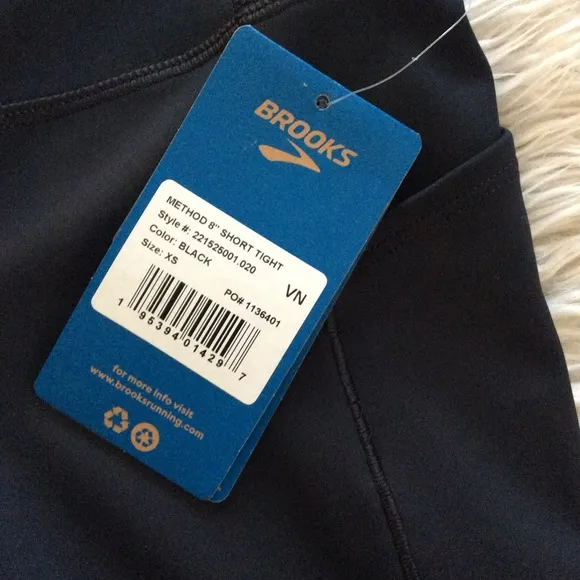 BROOKS
METHOD 8" SHORT TIGHT
Style #: 221525001.020
Color: BLACK
Size: XS
VN
PO# 1136401
1 95394 01429 7
for more info visit
www.brooksrunning.com